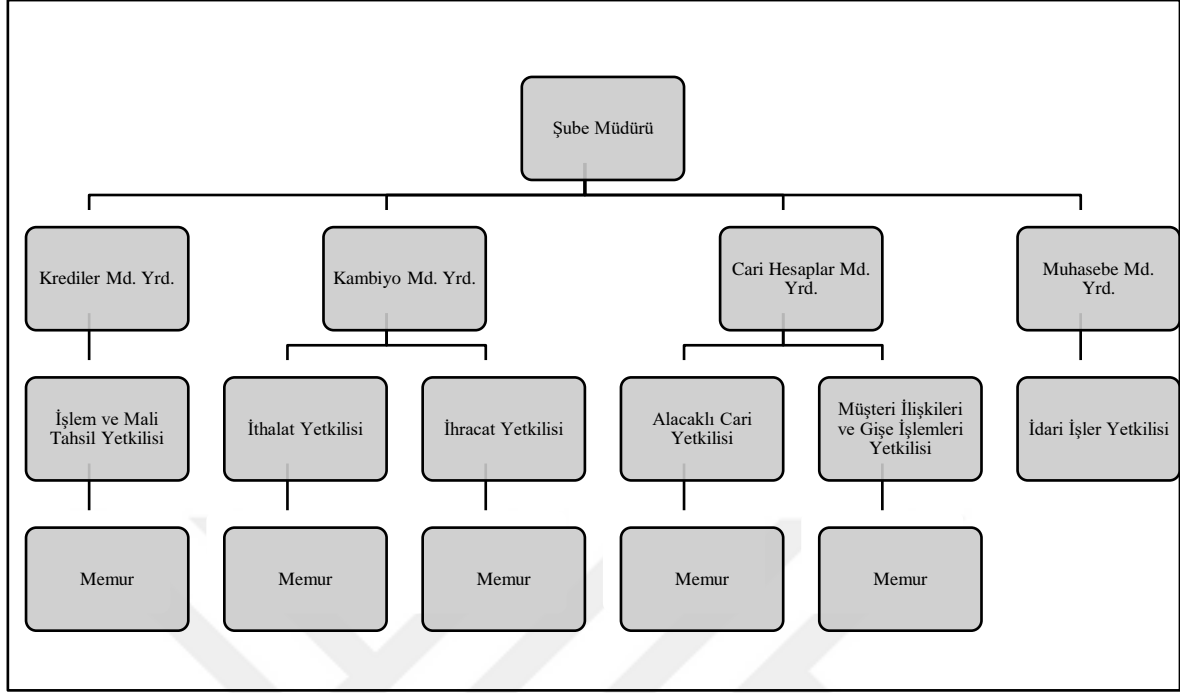 Şube Müdürü
Krediler Md. Yrd.
Kambiyo Md. Yrd.
Cari Hesaplar Md.
Yrd.
Muhasebe Md.
Yrd.
İşlem ve Mali
Tahsil Yetkilisi
İthalat Yetkilisi
İhracat Yetkilisi
Alacaklı Cari
Yetkilisi
Müşteri İlişkileri
ve Gişe İşlemleri
Yetkilisi
İdari İşler Yetkilisi
Memur
Memur
Memur
Memur
Memur